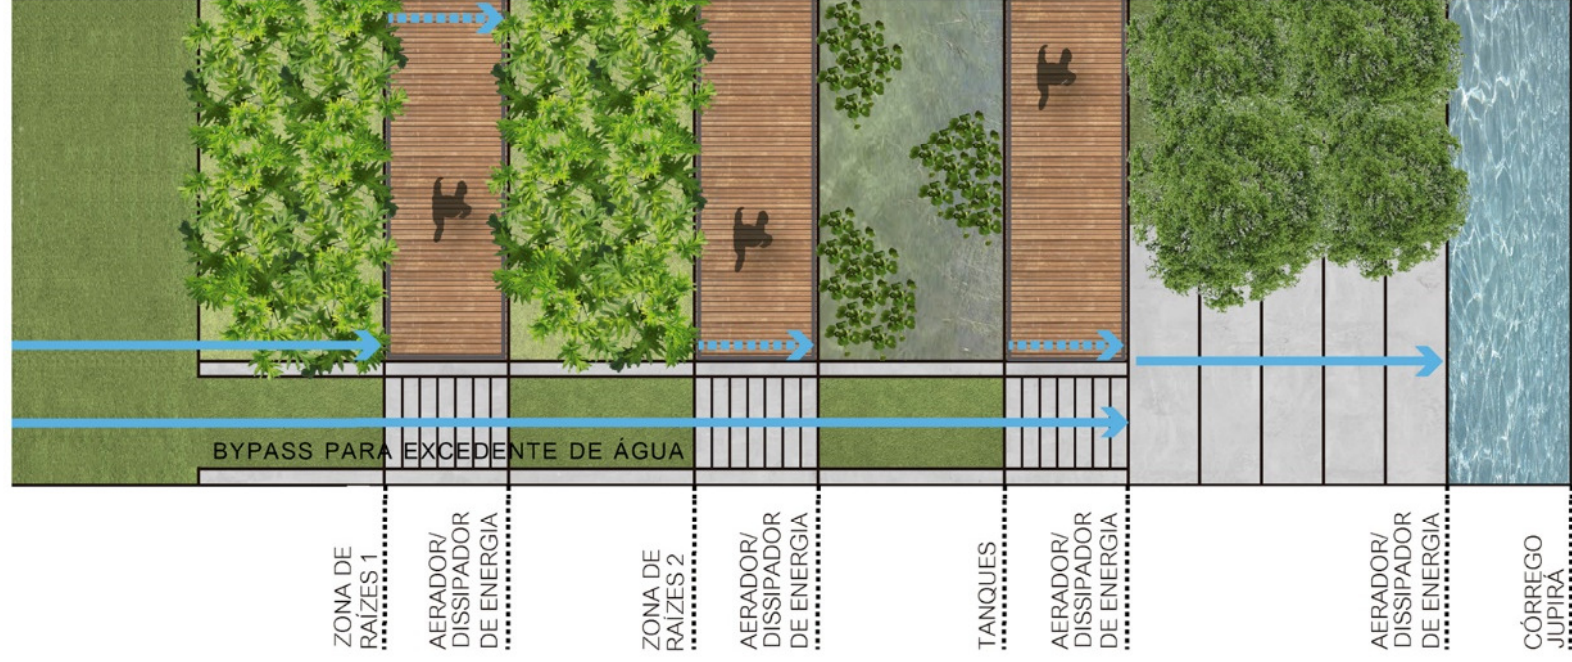 BYPASS PARA EXCEDENTE DE ÁGUA
ZONA DE
RAÍZES 1
AERADOR/
DISSIPADOR
DE ENERGIA
ZONA DE
RAÍZES 2
AERADOR/
DISSIPADOR
DE ENERGIA
TANQUES
AERADOR/
DISSIPADOR
DE ENERGIA
AERADOR/
DISSIPADOR
DE ENERGIA
CÓRREGO
JUPIRÁ